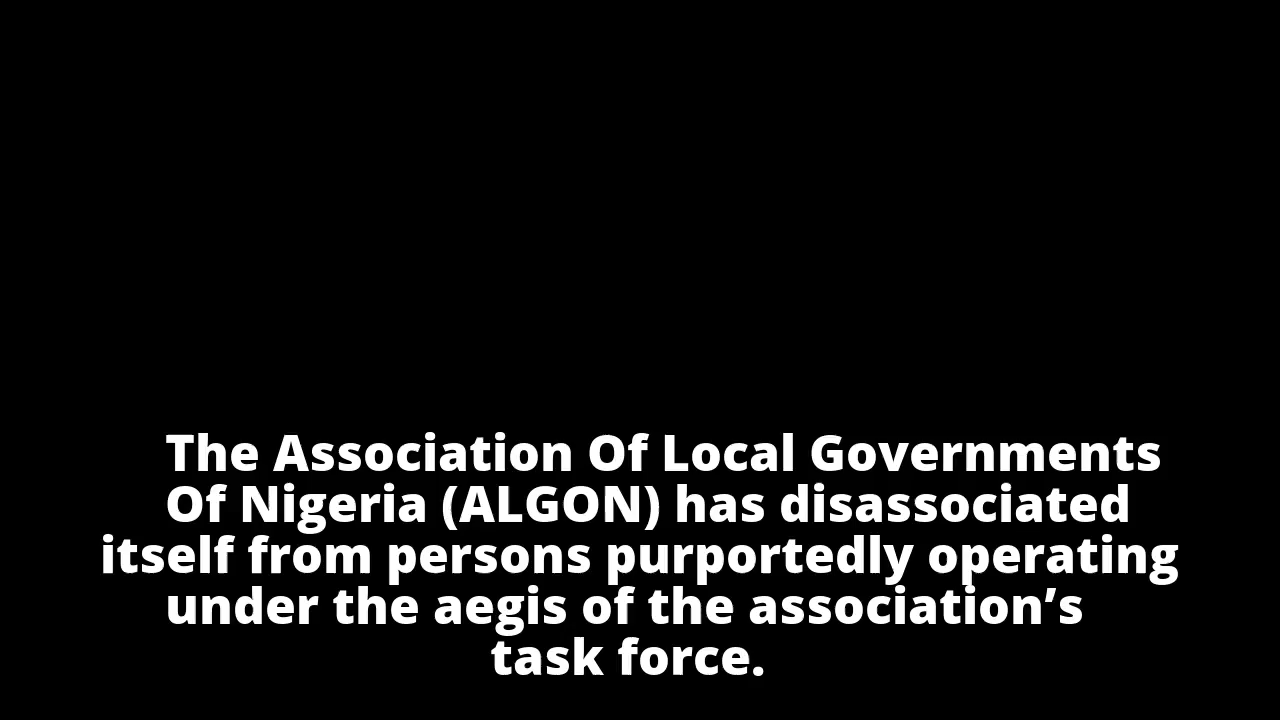 The Association Of Local Governments
Of Nigeria (ALGON) has disassociated
itself from persons purportedly operating
under the aegis of the association’s
task force.